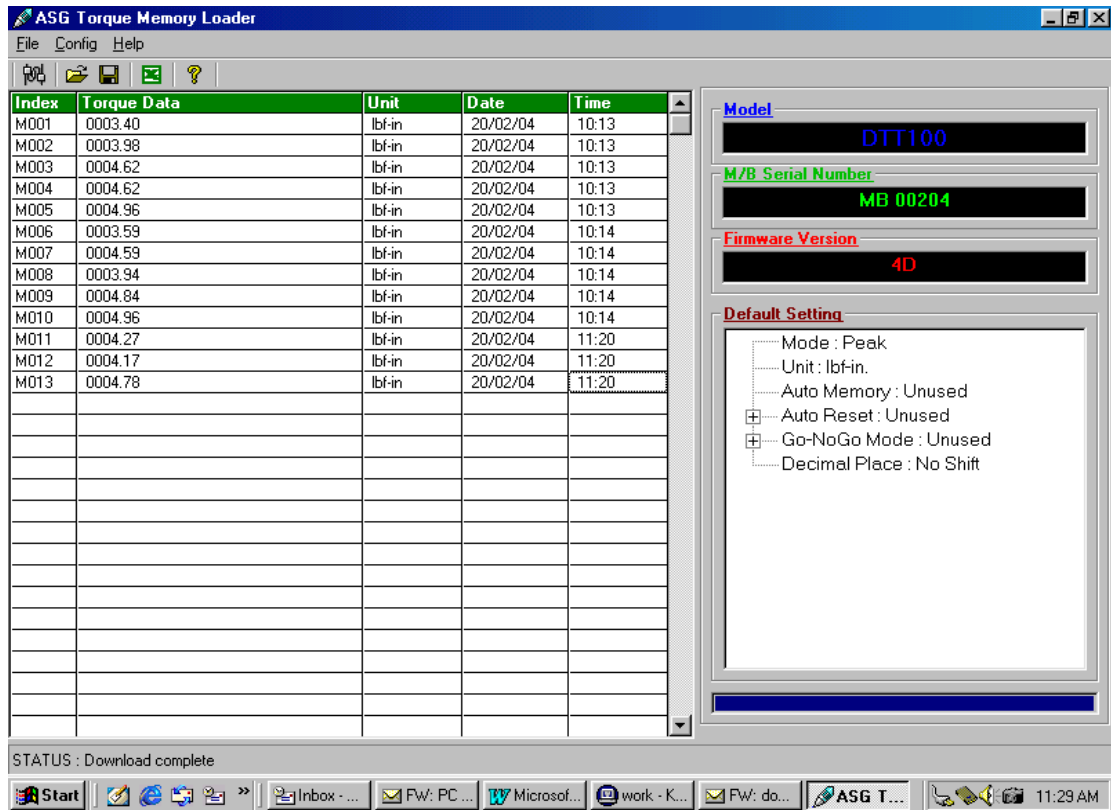 ASG Torque Memory Loader
File Config Help
Index Torque Data Unit Date Time
M001 0003.40 lbf-in 20/02/04 10:13
M002 0003.98 lbf-in 20/02/04 10:13
M003 0004.62 lbf-in 20/02/04 10:13
M004 0004.62 lbf-in 20/02/04 10:13
M005 0004.96 lbf-in 20/02/04 10:13
M006 0003.59 lbf-in 20/02/04 10:14
M007 0004.59 lbf-in 20/02/04 10:14
M008 0003.94 lbf-in 20/02/04 10:14
M009 0004.84 lbf-in 20/02/04 10:14
M010 0004.96 lbf-in 20/02/04 10:14
M011 0004.27 lbf-in 20/02/04 11:20
M012 0004.17 lbf-in 20/02/04 11:20
M013 0004.78 lbf-in 20/02/04 11:20
Model
DTT100
M/B Serial Number
MB 00204
Firmware Version
4D
Default Setting
Mode : Peak
Unit : lbf-in.
Auto Memory : Unused
Auto Reset : Unused
Go-NoGo Mode : Unused
Decimal Place : No Shift
STATUS : Download complete
Start » Inbox - ... FW: PC ... Microsof... work - K... FW: do... ASG T... 11:29 AM